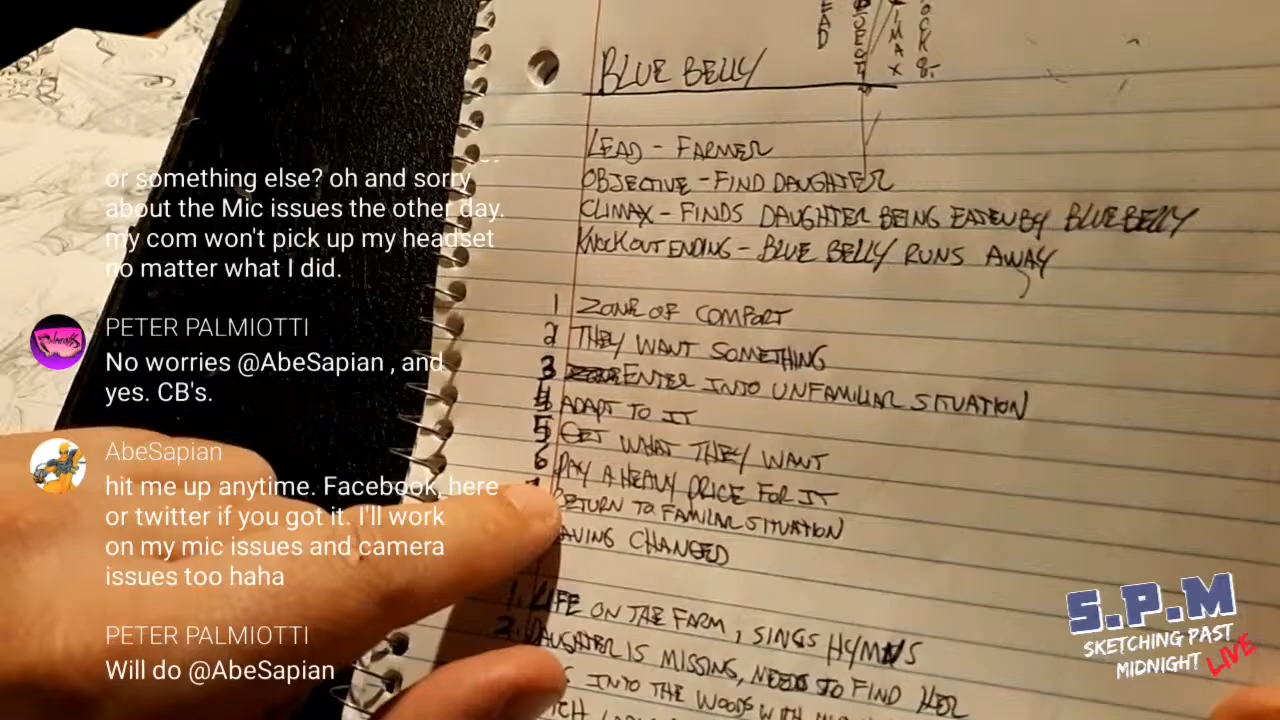 or something else? oh and sorry
about the Mic issues the other day.
my com won't pick up my headset
no matter what I did.
PETER PALMIOTTI
No worries @AbeSapian , and
yes. CB's.
AbeSapian
hit me up anytime. Facebook, here
or twitter if you got it. I'll work
on my mic issues and camera
issues too haha
PETER PALMIOTTI
Will do @AbeSapian
BLUE BELLY
LEAD - FARMER
OBJECTIVE - FIND DAUGHTER
CLIMAX - FINDS DAUGHTER BEING EATEN BY BLUE BELLY
KNOCKOUT ENDING - BLUE BELLY RUNS AWAY
1 ZONE OF COMFORT
2 THEY WANT SOMETHING
3 ENTER INTO UNFAMILIAR SITUATION
4 ADAPT TO IT
5 GET WHAT THEY WANT
6 PAY A HEAVY PRICE FOR IT
RETURN TO FAMILAR SITUATION
AVING CHANGED
1. LIFE ON THE FARM, SINGS HYMNS
2. DAUGHTER IS MISSING, NEEDS TO FIND HER
INTO THE WOODS WITH
S.P.M
SKETCHING PAST
MIDNIGHT LIVE